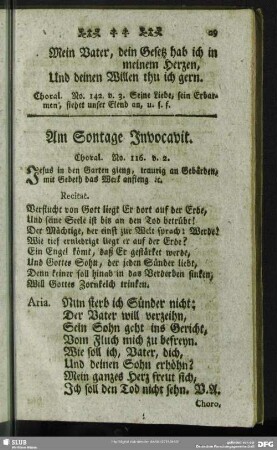 29
Mein Vater, dein Gesetz hab ich in
meinem Herzen,
Und deinen Willen thu ich gern.
Choral. No. 142. v. 3. Seine Liebe, sein Erbar-
men, siehet unser Elend an, u. s. f.
Am Sontage Invocavit.
Choral. No. 116. v. 2.
Jesus in den Garten gieng, traurig an Gebärden,
mit Gebeth das Werk anfieng ꝛc.
Recitat.
Verflucht von Gott liegt Er dort auf der Erde,
Und seine Seele ist bis an den Tod betrübt!
Der Mächtige, der einst zur Welt sprach: Werde!
Wie tief erniedrigt liegt er auf der Erde?
Ein Engel kömt, daß Er gestärket werde,
Und Gottes Sohn, der jeden Sünder liebt,
Denn keiner soll hinab in das Verderben sinken,
Will Gottes Zornkelch trinken.
Aria. Nun sterb ich Sünder nicht;
Der Vater will verzeihn,
Sein Sohn geht ins Gericht,
Vom Fluch mich zu befreyn.
Wie soll ich, Vater, dich,
Und deinen Sohn erhöhn?
Mein ganzes Herz freut sich,
Ich soll den Tod nicht sehn. V.A.
Choro,
SLUB